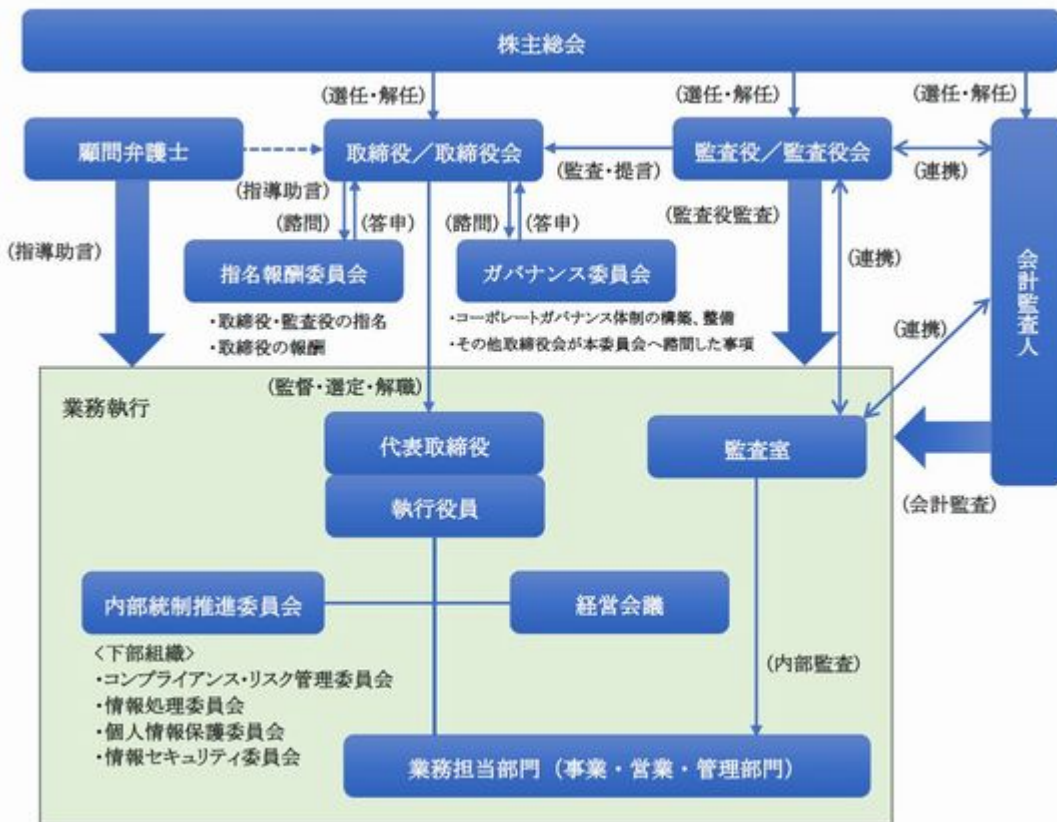 株主総会
(選任・解任)
(選任・解任)
(選任・解任)
顧問弁護士
取締役／取締役会
監査役／監査役会
(監査・提言)
(連携)
(指導助言)
(諮問)
(答申)
(諮問)
(答申)
(監査役監査)
(指導助言)
指名報酬委員会
ガバナンス委員会
(連携)
会計監査人
・取締役・監査役の指名
・取締役の報酬
・コーポレートガバナンス体制の構築、整備
・その他取締役会が本委員会へ諮問した事項
(連携)
(監督・選定・解職)
業務執行
代表取締役
監査室
執行役員
(会計監査)
内部統制推進委員会
経営会議
＜下部組織＞
・コンプライアンス・リスク管理委員会
・情報処理委員会
・個人情報保護委員会
・情報セキュリティ委員会
(内部監査)
業務担当部門（事業・営業・管理部門）